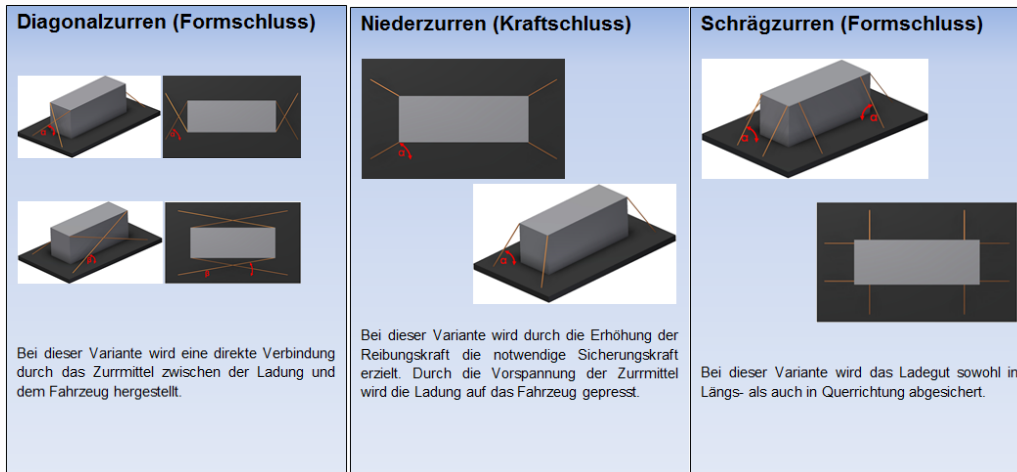 Diagonalzurren (Formschluss)
Bei dieser Variante wird eine direkte Verbindung
durch das Zurrmittel zwischen der Ladung und
dem Fahrzeug hergestellt.
Niederzurren (Kraftschluss)
α
α
Bei dieser Variante wird durch die Erhöhung der
Reibungskraft die notwendige Sicherungskraft
erzielt. Durch die Vorspannung der Zurrmittel
wird die Ladung auf das Fahrzeug gepresst.
Schrägzurren (Formschluss)
α
α
Bei dieser Variante wird das Ladegut sowohl in
Längs- als auch in Querrichtung abgesichert.